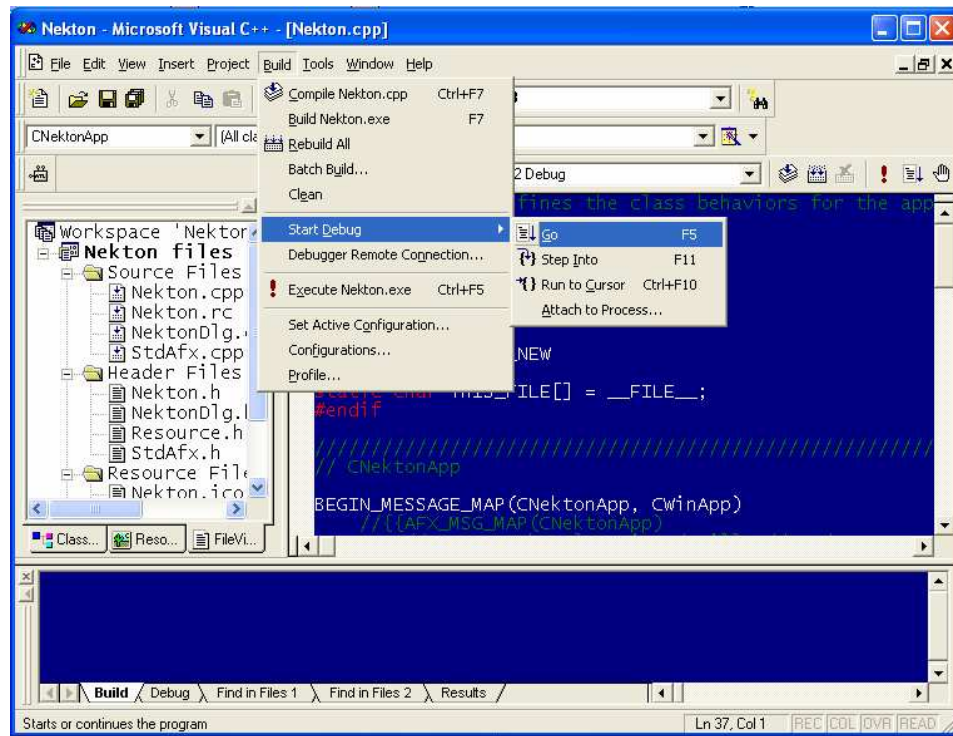 Nekton - Microsoft Visual C++ - [Nekton.cpp]
File Edit View Insert Project Build Tools Window Help
CNektonApp
(All cla
2 Debug
Compile Nekton.cpp Ctrl+F7
Build Nekton.exe F7
Rebuild All
Batch Build...
Clean
Start Debug
Debugger Remote Connection...
Execute Nekton.exe Ctrl+F5
Set Active Configuration...
Configurations...
Profile...
Go F5
Step Into F11
Run to Cursor Ctrl+F10
Attach to Process...
Workspace 'Nekton
Nekton files
Source Files
Nekton.cpp
Nekton.rc
NektonDlg.
StdAfx.cpp
Header Files
Nekton.h
NektonDlg.
Resource.h
StdAfx.h
Resource File
Nekton.ico
Class... Reso... FileVi...
fines the class behaviors for the app
_NEW
THIS_FILE[] = __FILE__;
#endif
/////////////////////////////////////////////////////////////
// CNektonApp
BEGIN_MESSAGE_MAP(CNektonApp, CWinApp)
//{{AFX_MSG_MAP(CNektonApp)
Build Debug Find in Files 1 Find in Files 2 Results
Starts or continues the program
Ln 37, Col 1 REC COL OVR READ